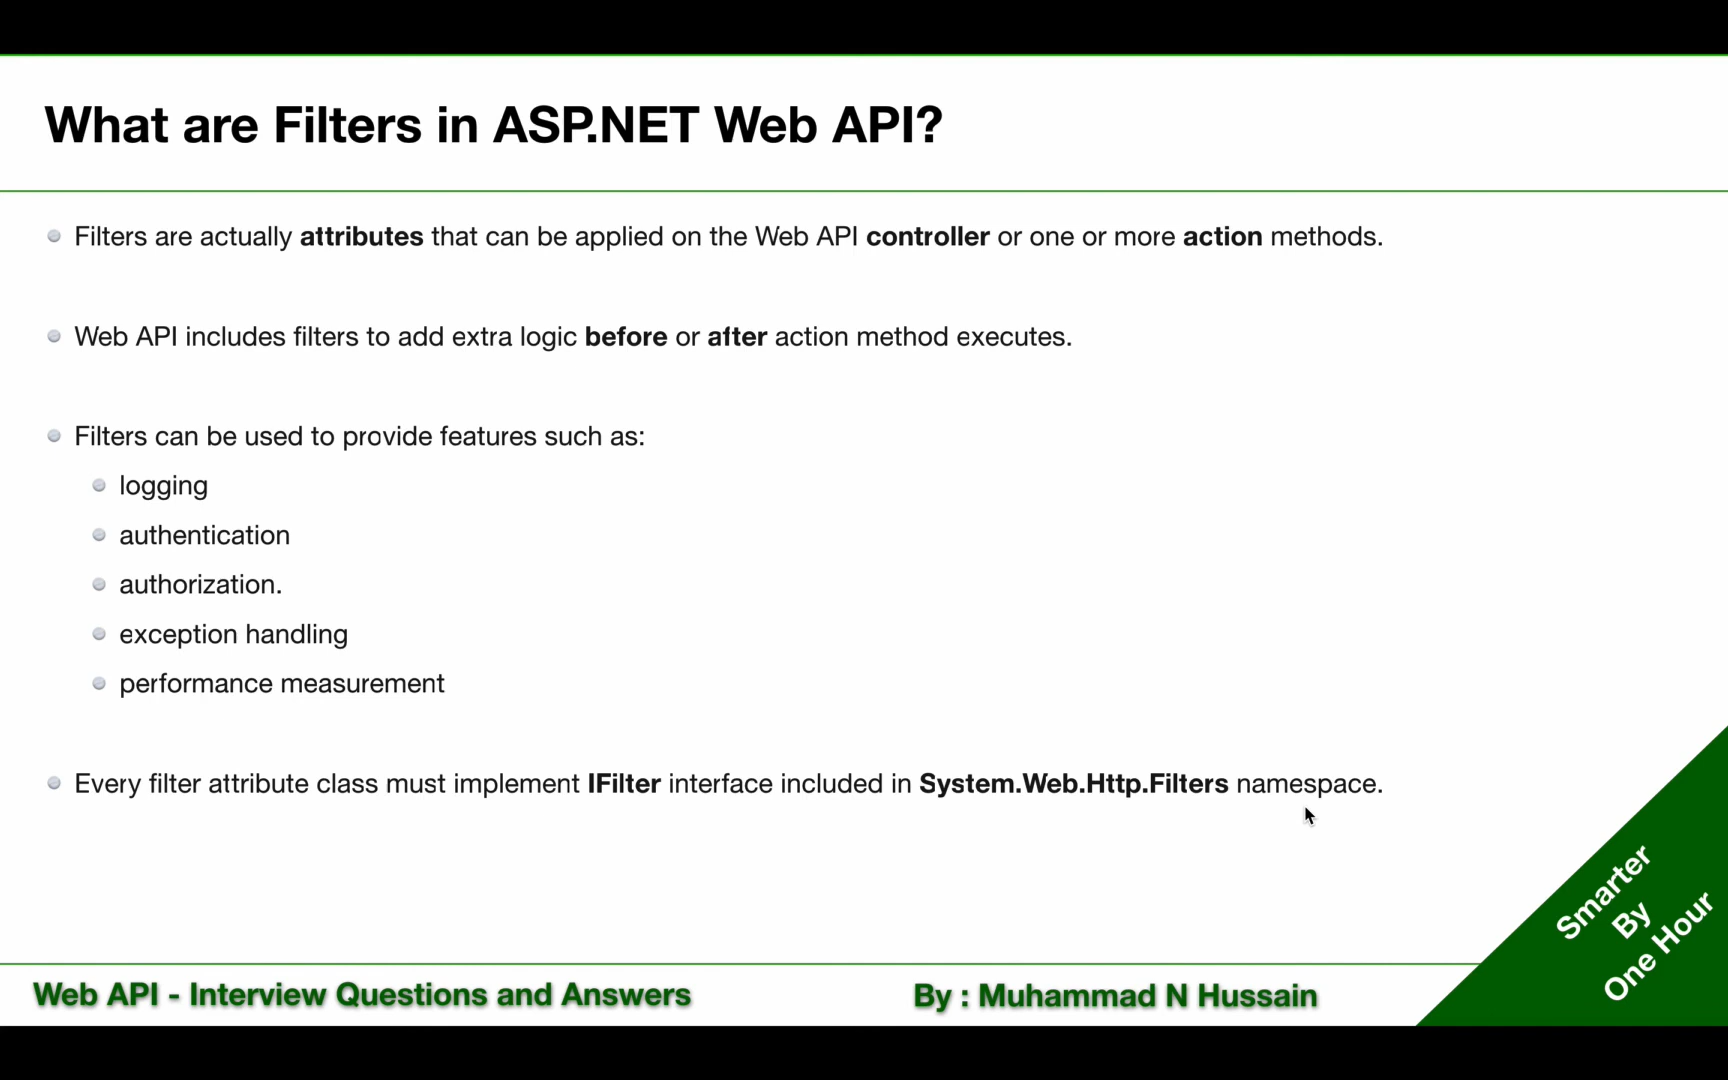 What are Filters in ASP.NET Web API?
Filters are actually attributes that can be applied on the Web API controller or one or more action methods.
Web API includes filters to add extra logic before or after action method executes.
Filters can be used to provide features such as:
logging
authentication
authorization.
exception handling
performance measurement
Every filter attribute class must implement IFilter interface included in System.Web.Http.Filters namespace.
Smarter
By
One Hour
Web API - Interview Questions and Answers
By : Muhammad N Hussain